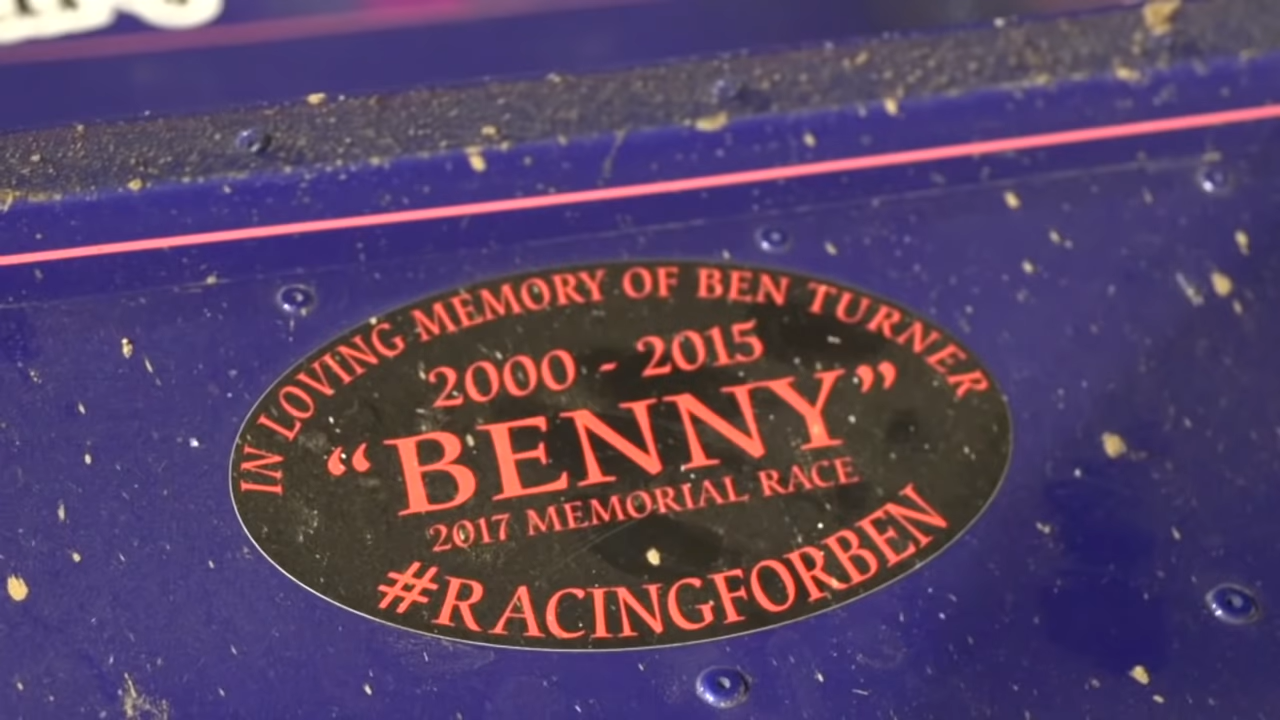 IN LOVING MEMORY OF BEN TURNER
2000 - 2015
“BENNY”
2017 MEMORIAL RACE
#RACINGFORBEN